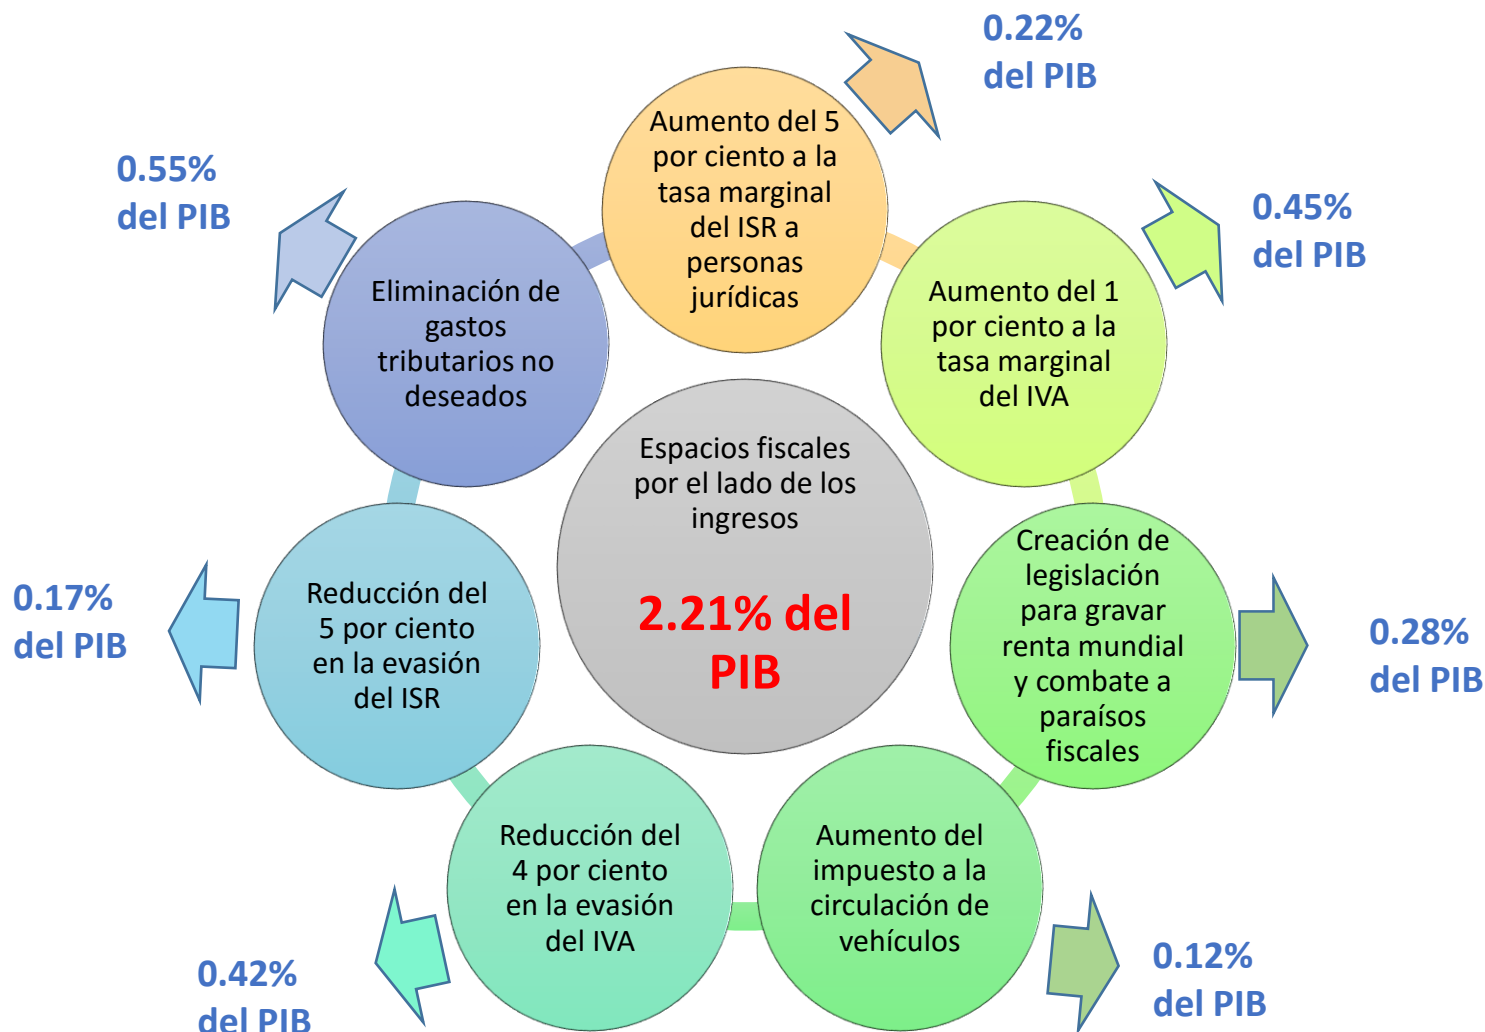 0.22%
del PIB
Aumento del 5
por ciento a la
tasa marginal
del ISR a
personas
jurídicas
0.45%
del PIB
Aumento del 1
por ciento a la
tasa marginal
del IVA
0.28%
del PIB
Creación de
legislación
para gravar
renta mundial
y combate a
paraísos
fiscales
0.12%
del PIB
Aumento del
impuesto a la
circulación de
vehículos
0.42%
del PIB
Reducción del
4 por ciento
en la evasión
del IVA
0.17%
del PIB
Reducción del
5 por ciento
en la evasión
del ISR
0.55%
del PIB
Eliminación de
gastos
tributarios no
deseados
Espacios fiscales
por el lado de los
ingresos
2.21% del
PIB